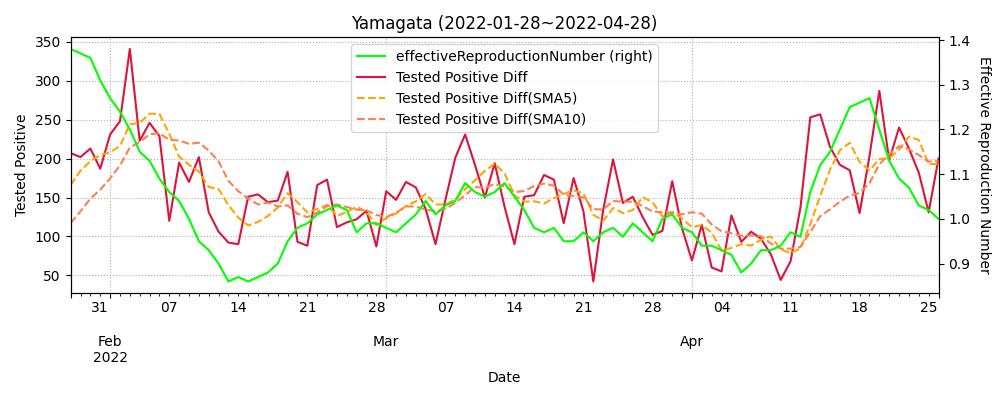 Yamagata (2022-01-28~2022-04-28)
effectiveReproductionNumber (right)
Tested Positive Diff
Tested Positive Diff(SMA5)
Tested Positive Diff(SMA10)
Tested Positive
350
300
250
200
150
100
50
1.4
1.3
1.2
1.1
1.0
0.9
Effective Reproduction Number
31 07 14 21 28 07 14 21 28 04 11 18 25
Feb Mar Apr
2022
Date